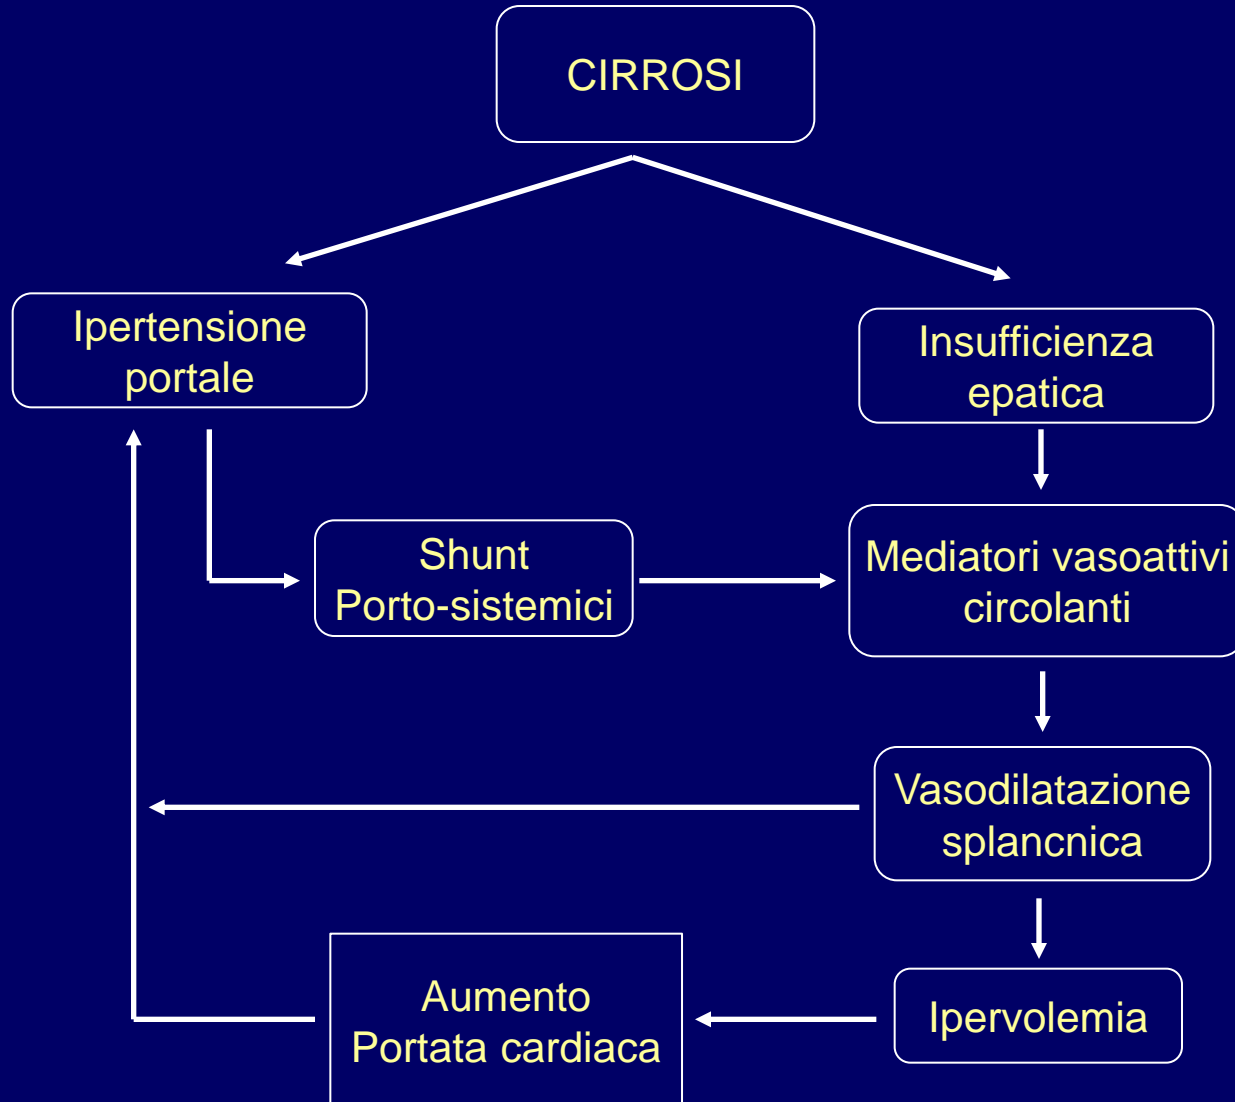 CIRROSI
Ipertensione
portale
Insufficienza
epatica
Shunt
Porto-sistemici
Mediatori vasoattivi
circolanti
Vasodilatazione
splancnica
Aumento
Portata cardiaca
Ipervolemia